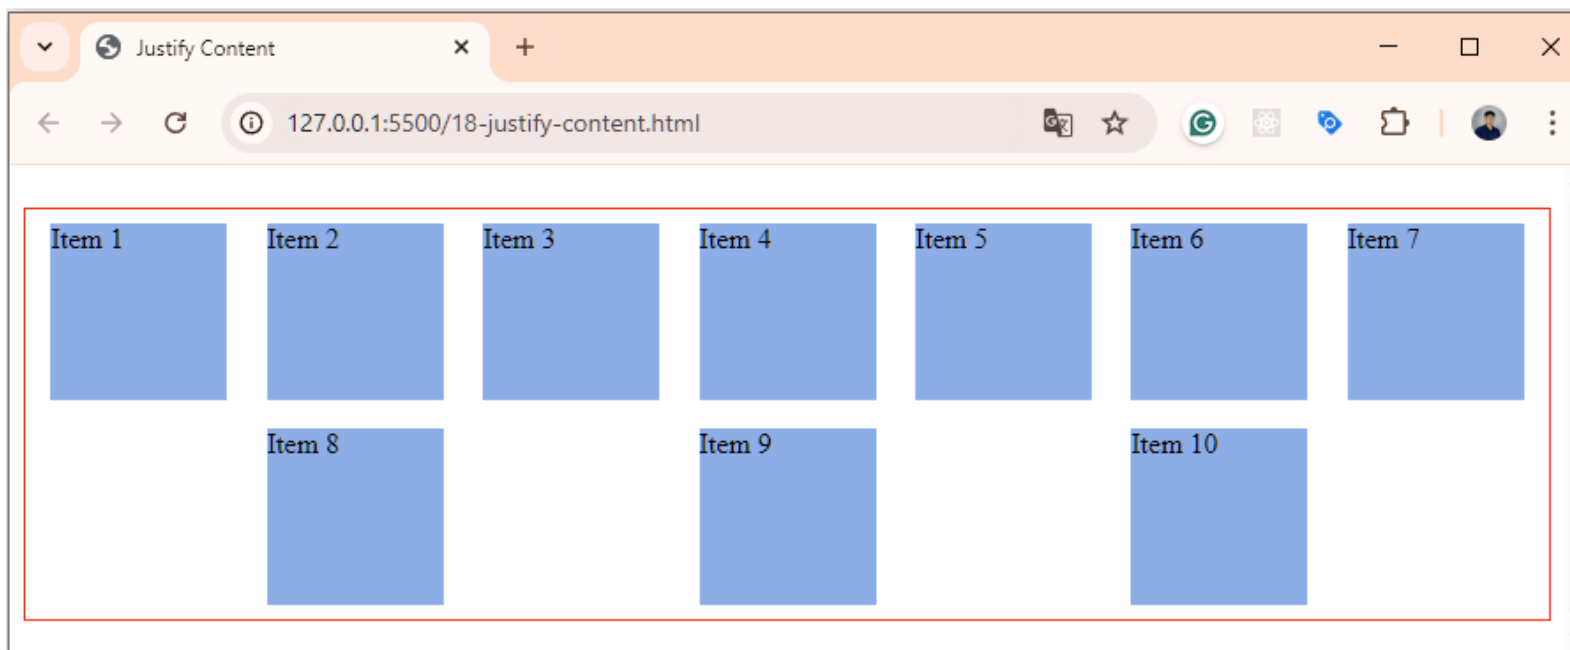 Justify Content
127.0.0.1:5500/18-justify-content.html
Item 1 Item 2 Item 3 Item 4 Item 5 Item 6 Item 7
Item 8 Item 9 Item 10